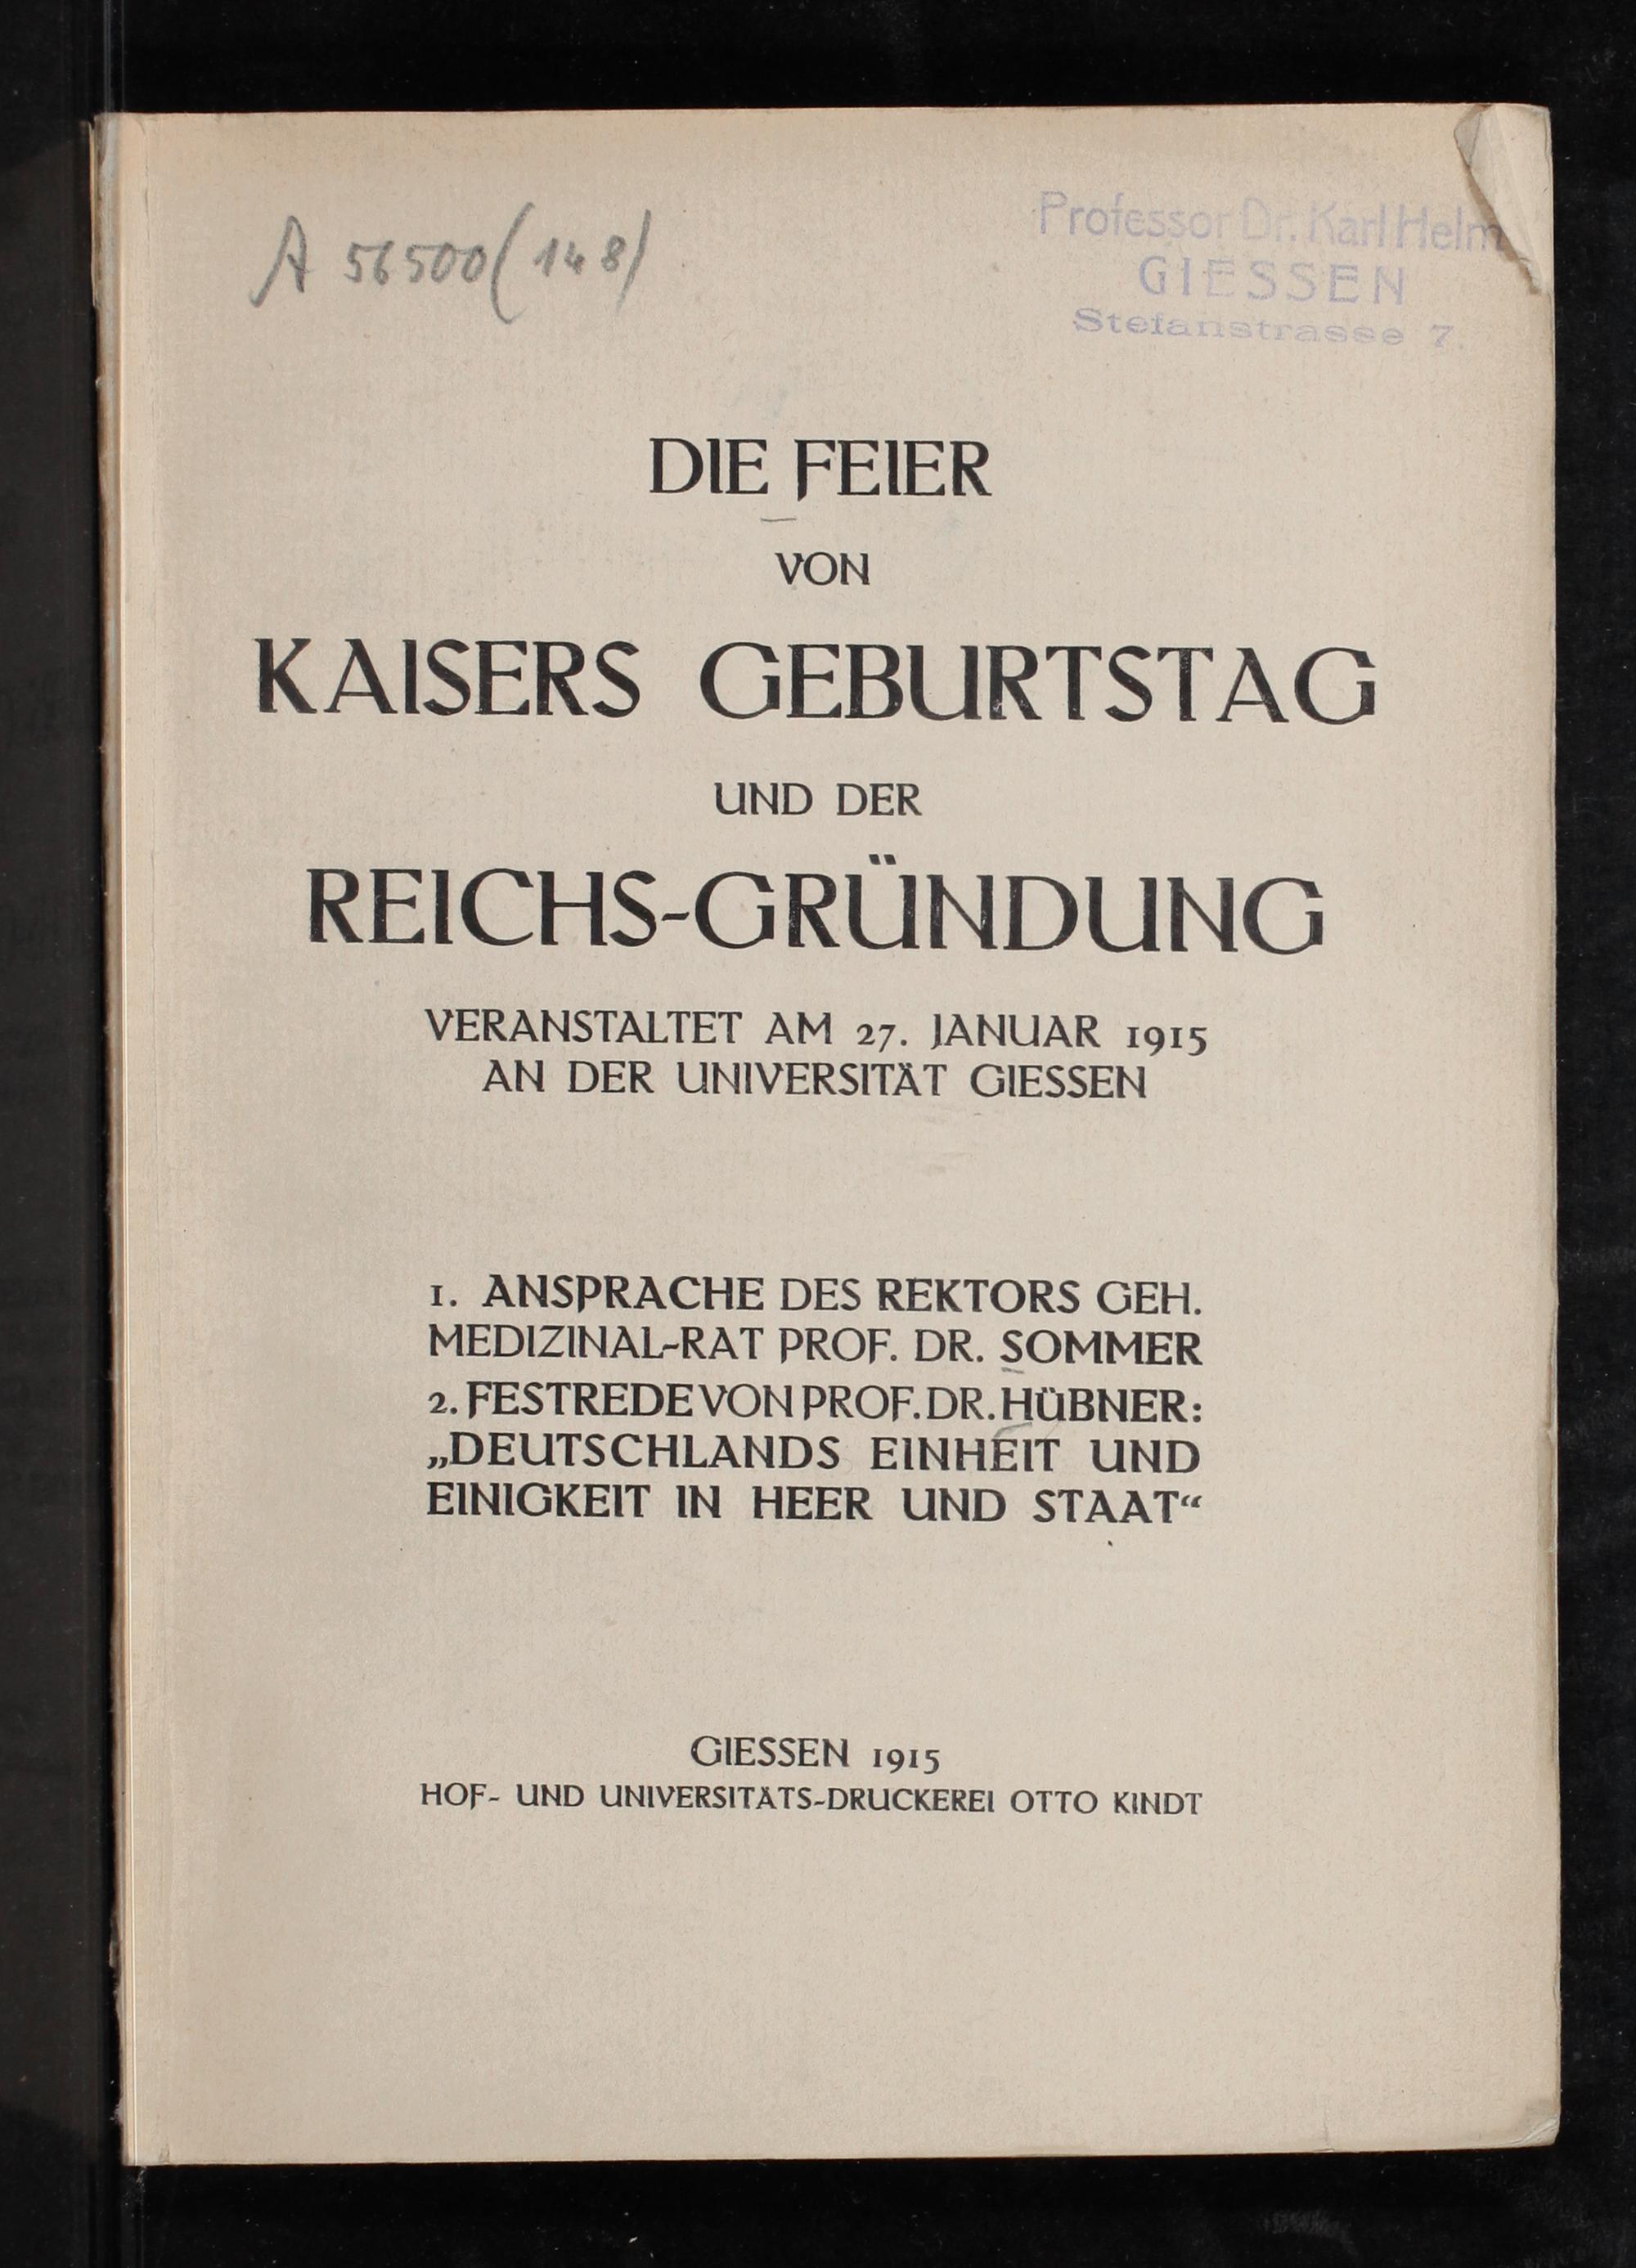 A 56500 (148)
Professor Dr. Karl Helm
GIESSEN
Stefanstrasse 7.
DIE FEIER
VON
KAISERS GEBURTSTAG
UND DER
REICHS-GRÜNDUNG
VERANSTALTET AM 27. JANUAR 1915
AN DER UNIVERSITÄT GIESSEN
1. ANSPRACHE DES REKTORS GEH.
MEDIZINAL-RAT PROF. DR. SOMMER
2. FESTREDE VON PROF. DR. HÜBNER:
„DEUTSCHLANDS EINHEIT UND
EINIGKEIT IN HEER UND STAAT“
GIESSEN 1915
HOF- UND UNIVERSITÄTS-DRUCKEREI OTTO KINDT